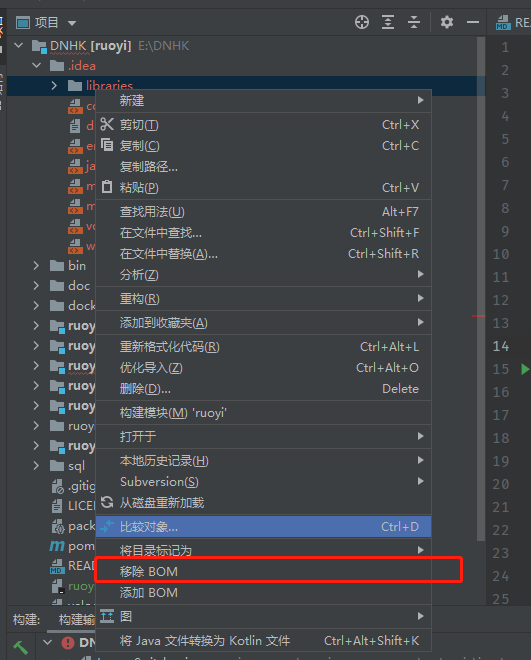 项目
DNHK [ruoyi] E:\DNHK
.idea
libraries
bin
doc
dock
ruoy
ruoy
ruoy
ruoy
ruoy
ruoy
ruoy
sql
.gitig
LICE
pack
pom
REA
ruoy
新建
剪切(T) Ctrl+X
复制(C) Ctrl+C
复制路径...
粘贴(P) Ctrl+V
查找用法(U) Alt+F7
在文件中查找... Ctrl+Shift+F
在文件中替换(A)... Ctrl+Shift+R
分析(Z)
重构(R)
添加到收藏夹(A)
重新格式化代码(R) Ctrl+Alt+L
优化导入(Z) Ctrl+Alt+O
删除(D)... Delete
构建模块(M) 'ruoyi'
打开于
本地历史记录(H)
Subversion(S)
从磁盘重新加载
比较对象... Ctrl+D
将目录标记为
移除 BOM
添加 BOM
图
将 Java 文件转换为 Kotlin 文件 Ctrl+Alt+Shift+K
RE
1
2
3
4
5
6
7
8
9
10
11
12
13
14
15
16
17
18
19
20
21
22
23
24
25
构建: 构建输
DN